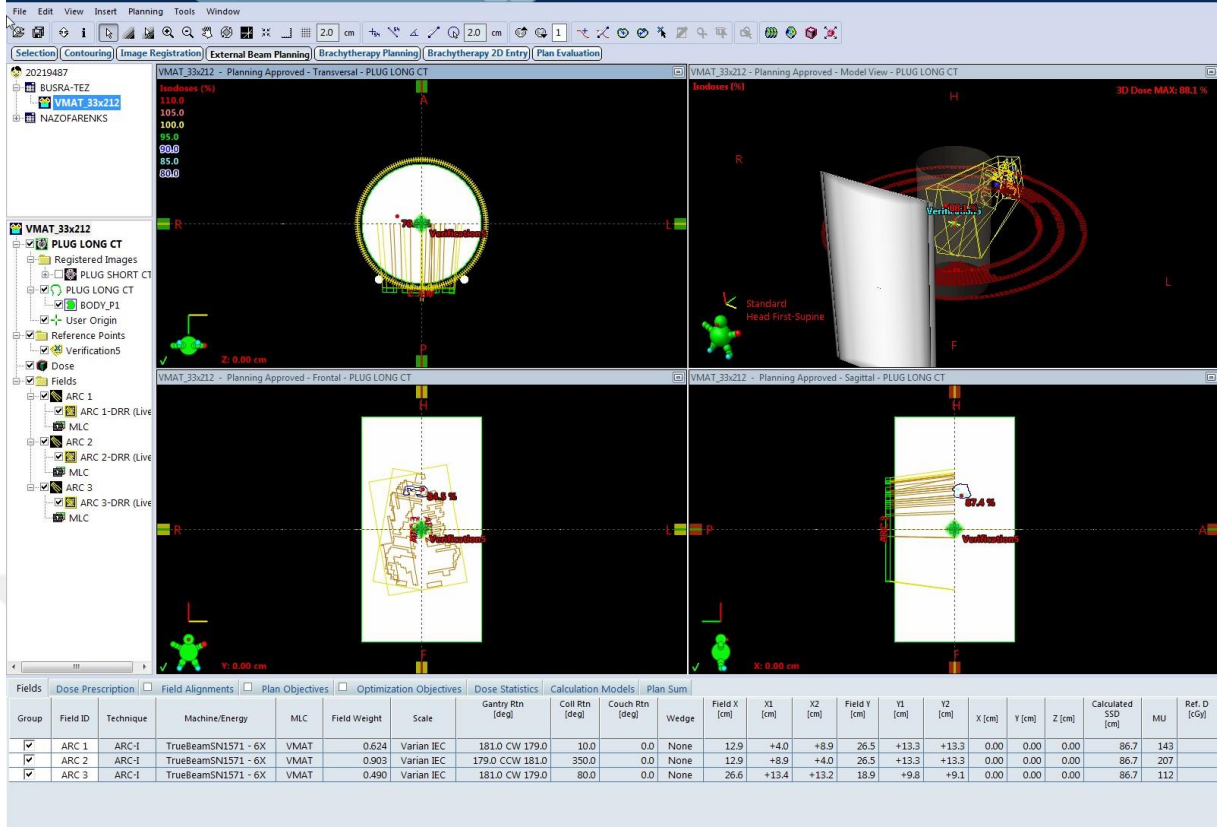 File Edit View Insert Planning Tools Window
2.0 cm 2.0 cm 1
Selection Contouring Image Registration External Beam Planning Brachytherapy Planning Brachytherapy 2D Entry Plan Evaluation
20219487
BUSRA-TEZ
VMAT_33x212
NAZOFARENKS
VMAT_33x212
PLUG LONG CT
Registered Images
PLUG SHORT CT
PLUG LONG CT
BODY_P1
User Origin
Reference Points
Verification5
Dose
Fields
ARC 1
ARC 1-DRR (Live
MLC
ARC 2
ARC 2-DRR (Live
MLC
ARC 3
ARC 3-DRR (Live
MLC
VMAT_33x212 - Planning Approved - Transversal - PLUG LONG CT
Isodoses (%)
110.0
105.0
100.0
95.0
90.0
85.0
80.0
A
R
L
Verification5
P
Z: 0.00 cm
VMAT_33x212 - Planning Approved - Model View - PLUG LONG CT
Isodoses (%)
3D Dose MAX: 88.1 %
H
R
Verification5
L
Standard
Head First-Supine
F
VMAT_33x212 - Planning Approved - Frontal - PLUG LONG CT
H
84.5 %
R
L
Verification5
F
Y: 0.00 cm
VMAT_33x212 - Planning Approved - Sagittal - PLUG LONG CT
H
87.4 %
P
A
Verification5
F
X: 0.00 cm
Fields Dose Prescription Field Alignments Plan Objectives Optimization Objectives Dose Statistics Calculation Models Plan Sum
Group Field ID Technique Machine/Energy MLC Field Weight Scale Gantry Rtn [deg] Coll Rtn [deg] Couch Rtn [deg] Wedge Field X [cm] X1 [cm] X2 [cm] Field Y [cm] Y1 [cm] Y2 [cm] X [cm] Y [cm] Z [cm] Calculated SSD [cm] MU Ref. D [cGy]
ARC 1 ARC-I TrueBeamSN1571 - 6X VMAT 0.624 Varian IEC 181.0 CW 179.0 10.0 0.0 None 12.9 +4.0 +8.9 26.5 +13.3 +13.3 0.00 0.00 0.00 86.7 143
ARC 2 ARC-I TrueBeamSN1571 - 6X VMAT 0.903 Varian IEC 179.0 CCW 181.0 350.0 0.0 None 12.9 +8.9 +4.0 26.5 +13.3 +13.3 0.00 0.00 0.00 86.7 207
ARC 3 ARC-I TrueBeamSN1571 - 6X VMAT 0.490 Varian IEC 181.0 CW 179.0 80.0 0.0 None 26.6 +13.4 +13.2 18.9 +9.8 +9.1 0.00 0.00 0.00 86.7 112